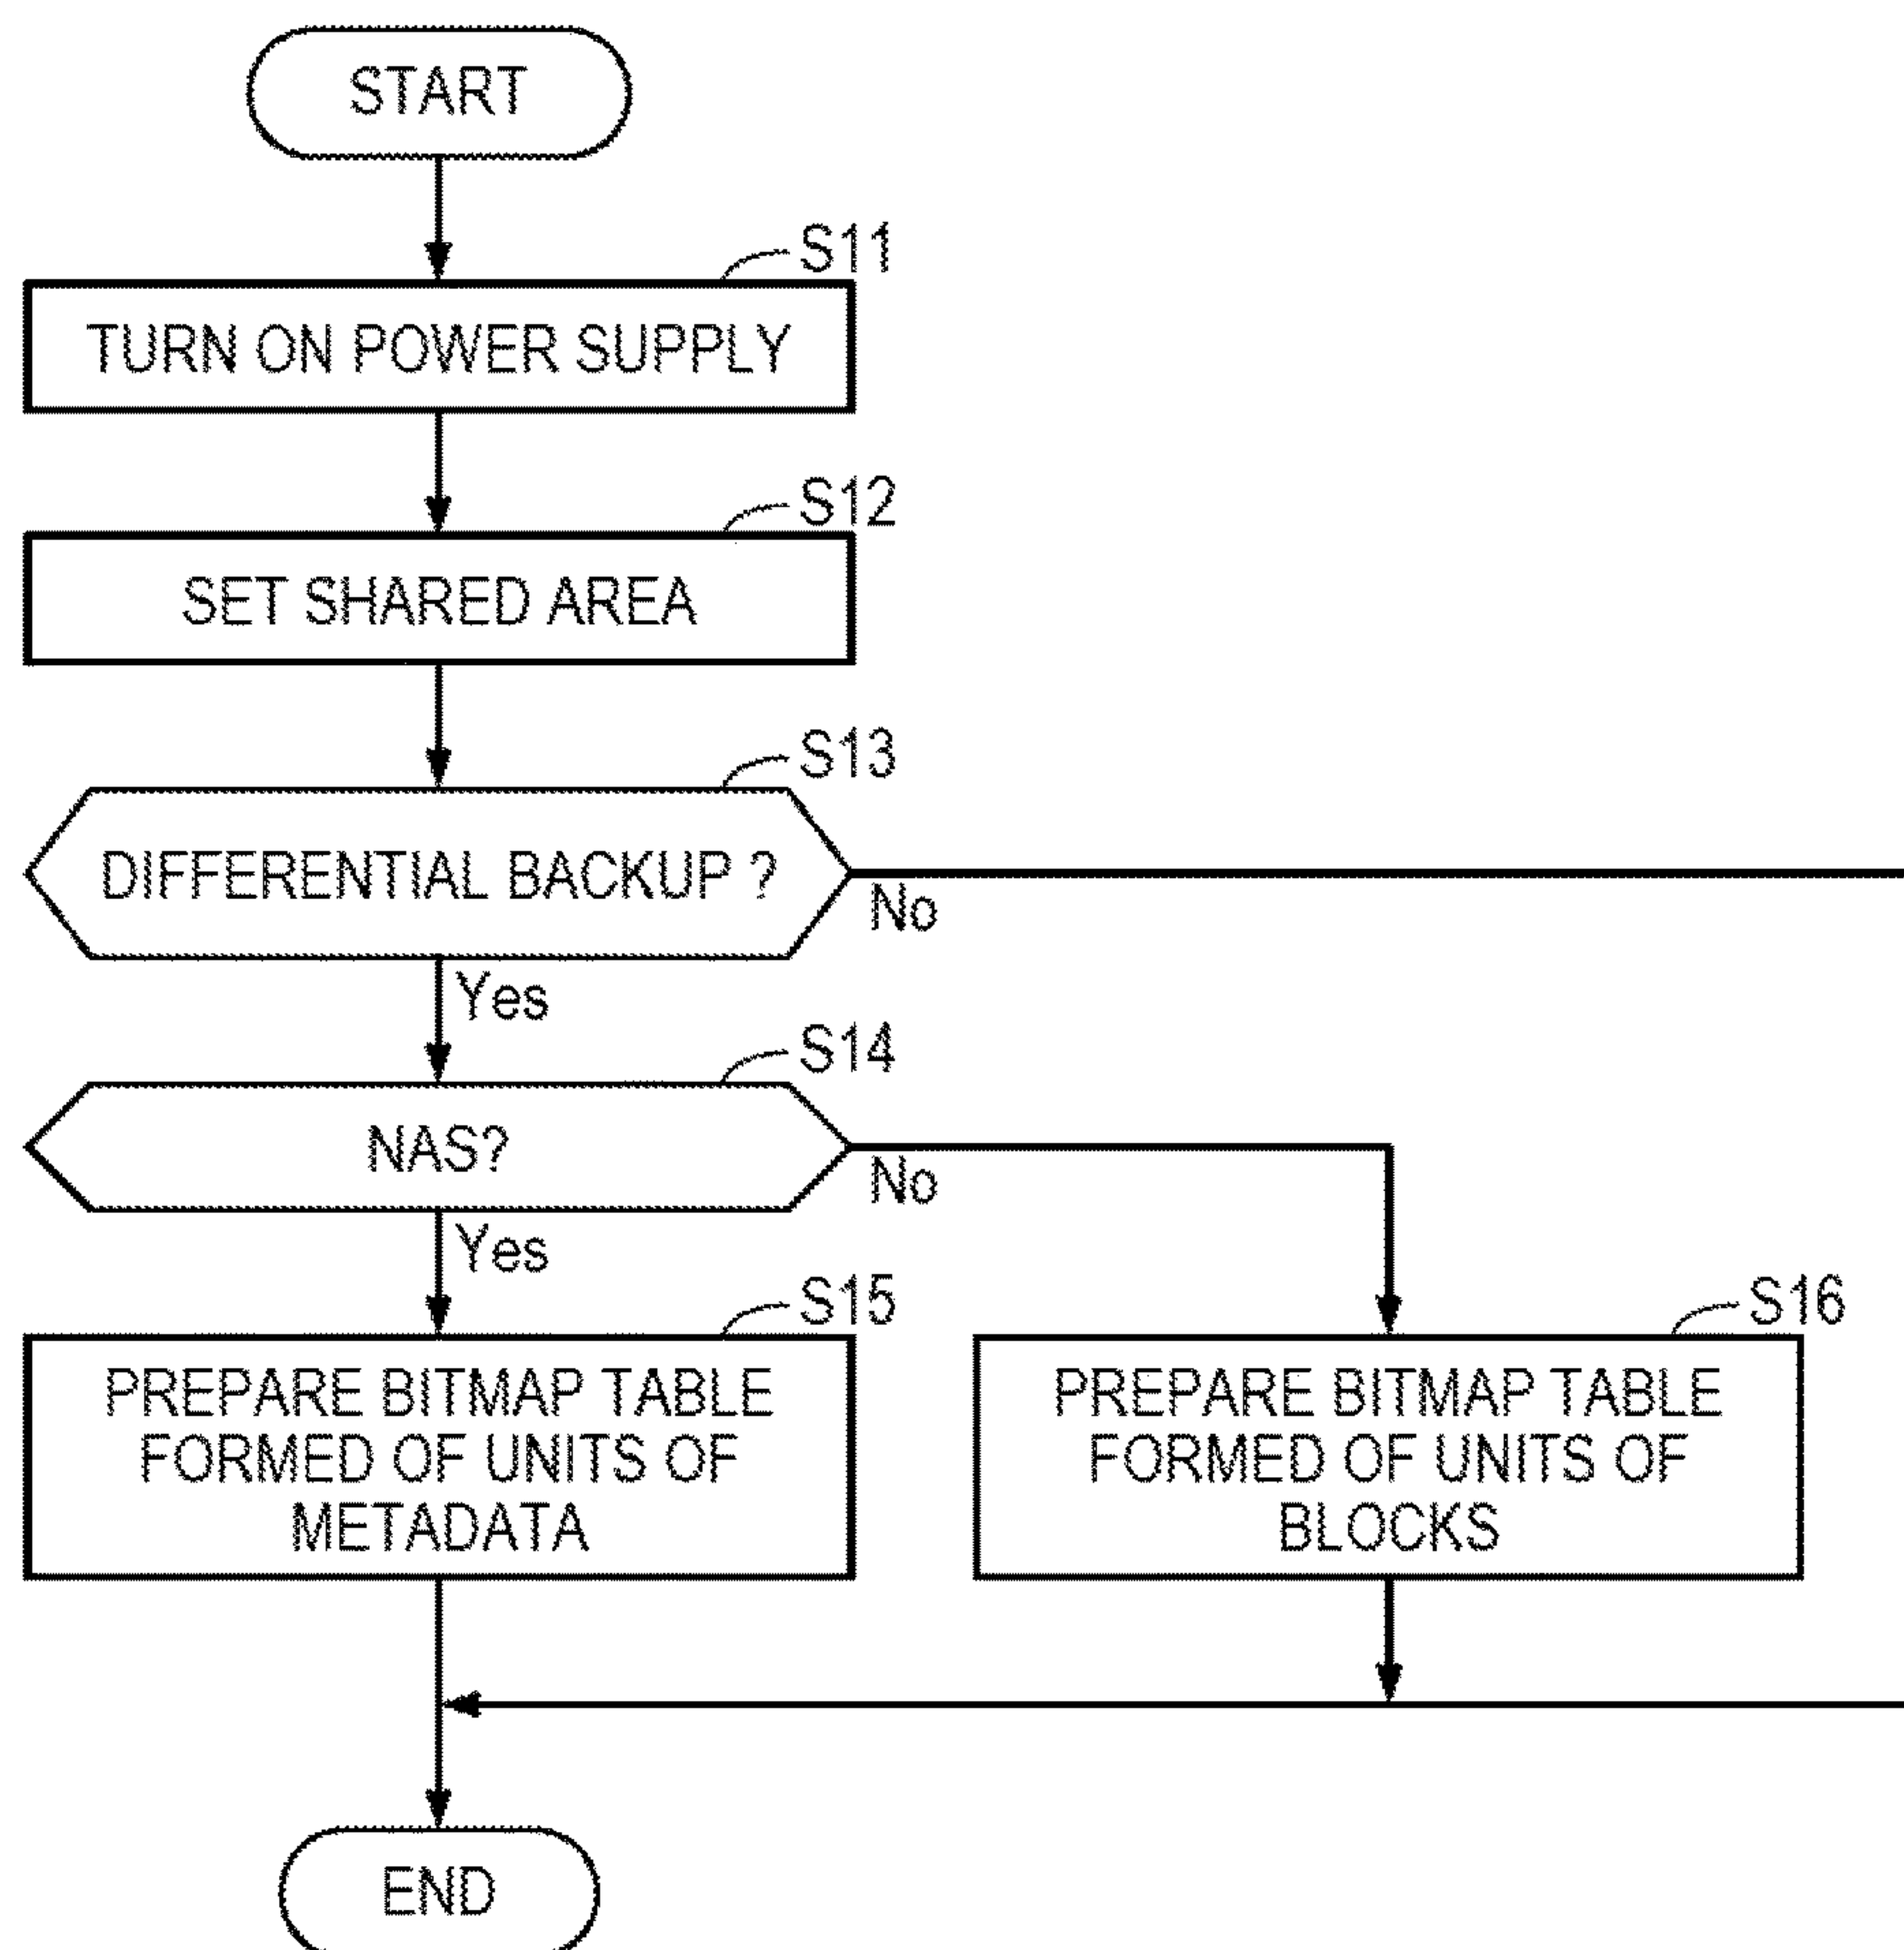 START
S11
TURN ON POWER SUPPLY
S12
SET SHARED AREA
S13
DIFFERENTIAL BACKUP ?
No
Yes
S14
NAS?
No
Yes
S15
PREPARE BITMAP TABLE
FORMED OF UNITS OF
METADATA
S16
PREPARE BITMAP TABLE
FORMED OF UNITS OF
BLOCKS
END